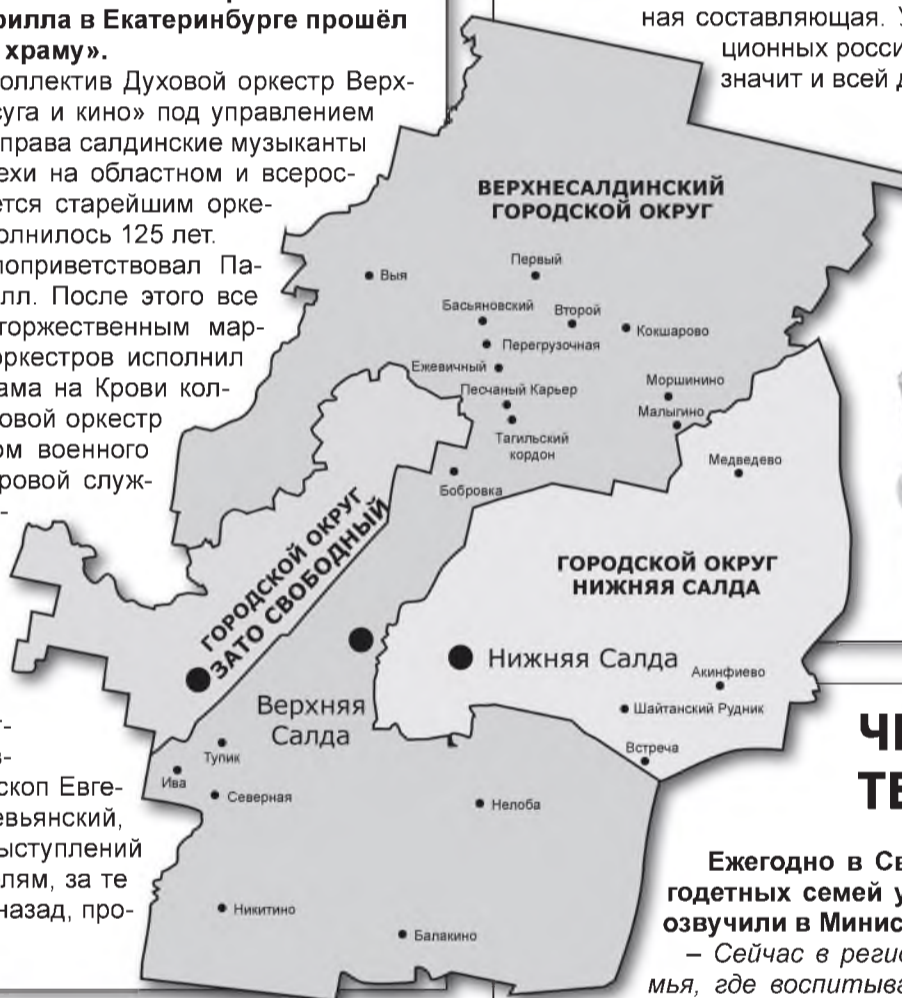 рилла в Екатеринбурге прошёл
храму».
оллектив Духовой оркестр Верх-
суга и кино» под управлением
права салдинские музыканты
ехи на областном и всерос-
ется старейшим орке-
олнилось 125 лет.
поприветствовал Па-
лл. После этого все
торжественным мар-
оркестров исполнил
ама на Крови кол-
овой оркестр
ом военного
ровой служ-
скоп Евге-
евьянский,
ыступлений
лям, за те
назад, про-
ная составляющая.
ционных росси
значит и всей
ВЕРХНЕСАЛДИНСКИЙ
ГОРОДСКОЙ ОКРУГ
Выя
Первый
Басьяновский
Второй
Кокшарово
Перегрузочная
Ежевичный
Песчаный Карьер
Моршинино
Малыгино
Тагильский
кордон
Медведево
Бобровка
ГОРОДСКОЙ ОКРУГ
ЗАТО СВОБОДНЫЙ
ГОРОДСКОЙ ОКРУГ
НИЖНЯЯ САЛДА
Нижняя Салда
Акинфиево
Шайтанский Рудник
Встреча
Верхняя
Салда
Тупик
Ива
Северная
Нелоба
Никитино
Балакино
ТЕ
Ежегодно в Св
годетных семей у
озвучили в Минис
– Сейчас в регио
мья, где воспитыва